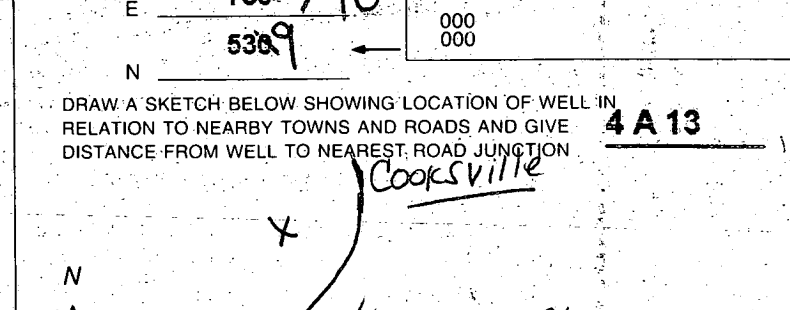 E
000
000
N 5309
DRAW A SKETCH BELOW SHOWING LOCATION OF WELL IN
RELATION TO NEARBY TOWNS AND ROADS AND GIVE 4 A 13
DISTANCE FROM WELL TO NEAREST ROAD JUNCTION
Cooksville
X
N